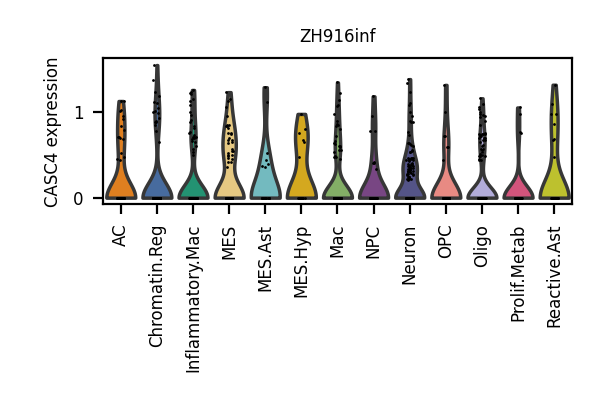 ZH916inf
CASC4 expression
1
0
AC
Chromatin.Reg
Inflammatory.Mac
MES
MES.Ast
MES.Hyp
Mac
NPC
Neuron
OPC
Oligo
Prolif.Metab
Reactive.Ast